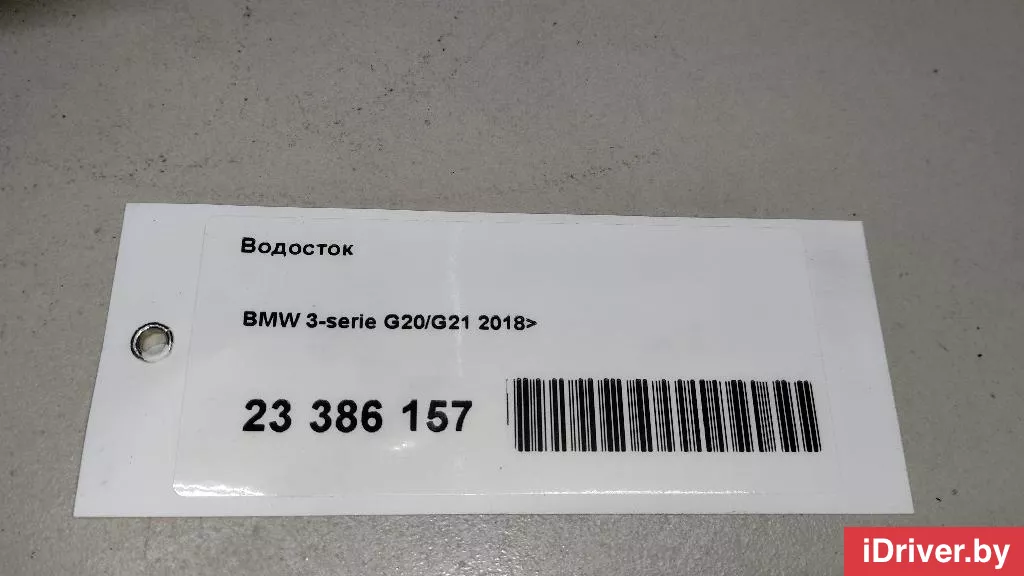 Водосток
BMW 3-serie G20/G21 2018>
23 386 157
iDriver.by